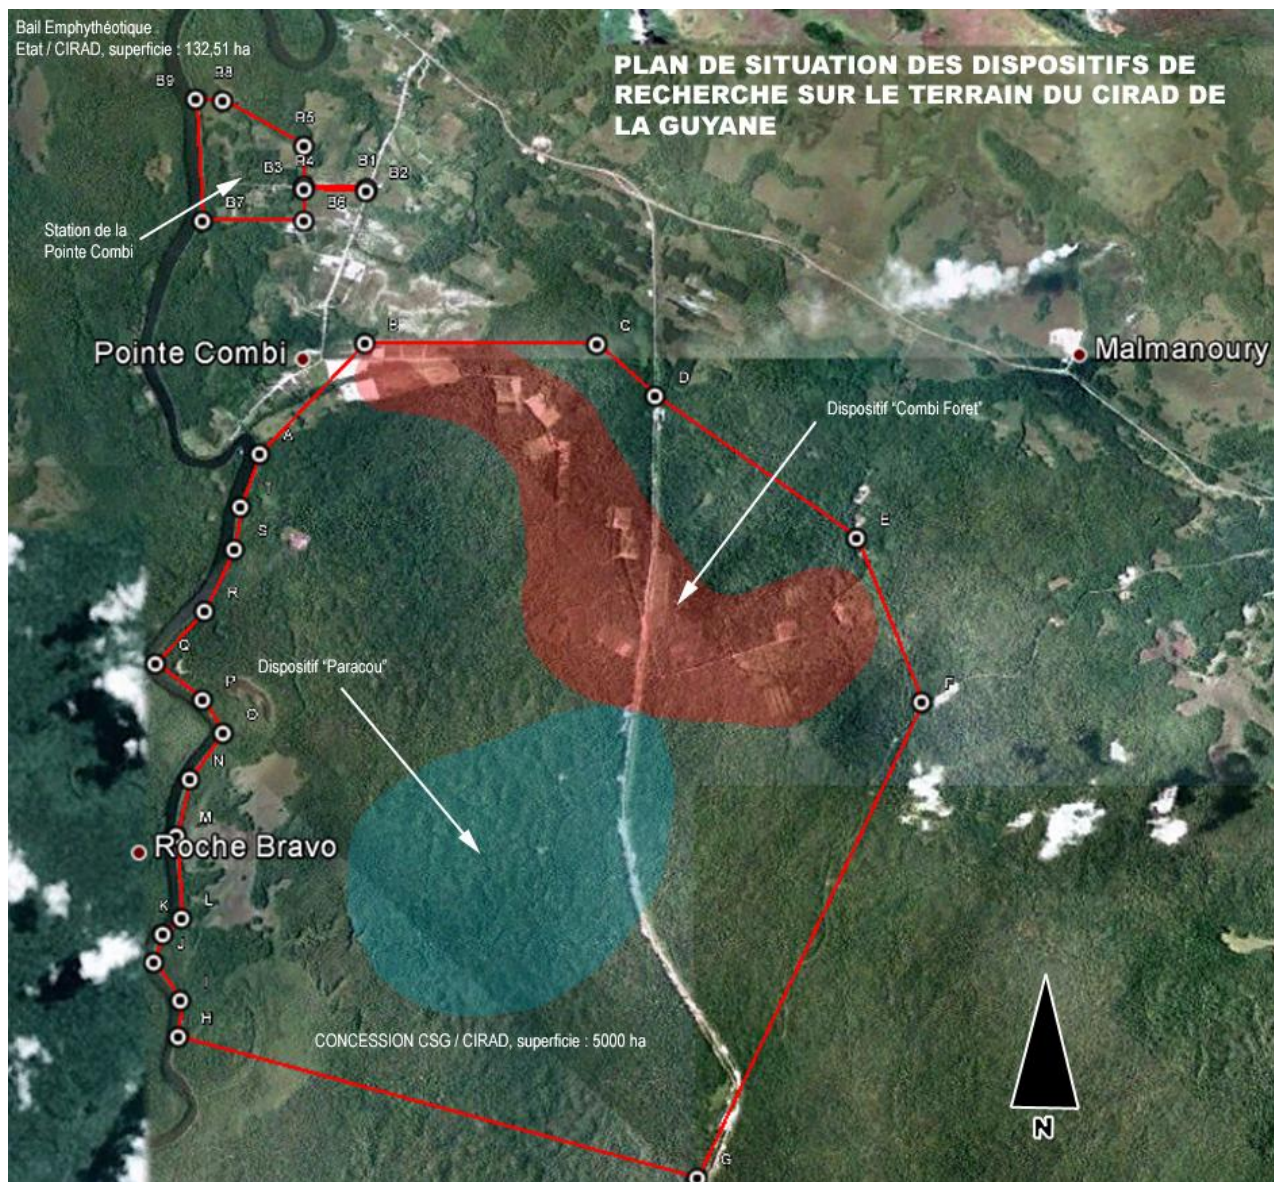 Bail Emphythéotique
Etat / CIRAD, superficie : 132,51 ha
PLAN DE SITUATION DES DISPOSITIFS DE
RECHERCHE SUR LE TERRAIN DU CIRAD DE
LA GUYANE
B9
B8
B5
B3
B4
B1
B2
B7
B6
Station de la
Pointe Combi
B
C
Pointe Combi
Malmanoury
D
Dispositif "Combi Foret"
A
E
S
R
Q
Dispositif "Paracou"
P
F
O
N
M
Roche Bravo
K
L
J
I
H
CONCESSION CSG / CIRAD, superficie : 5000 ha
N
G